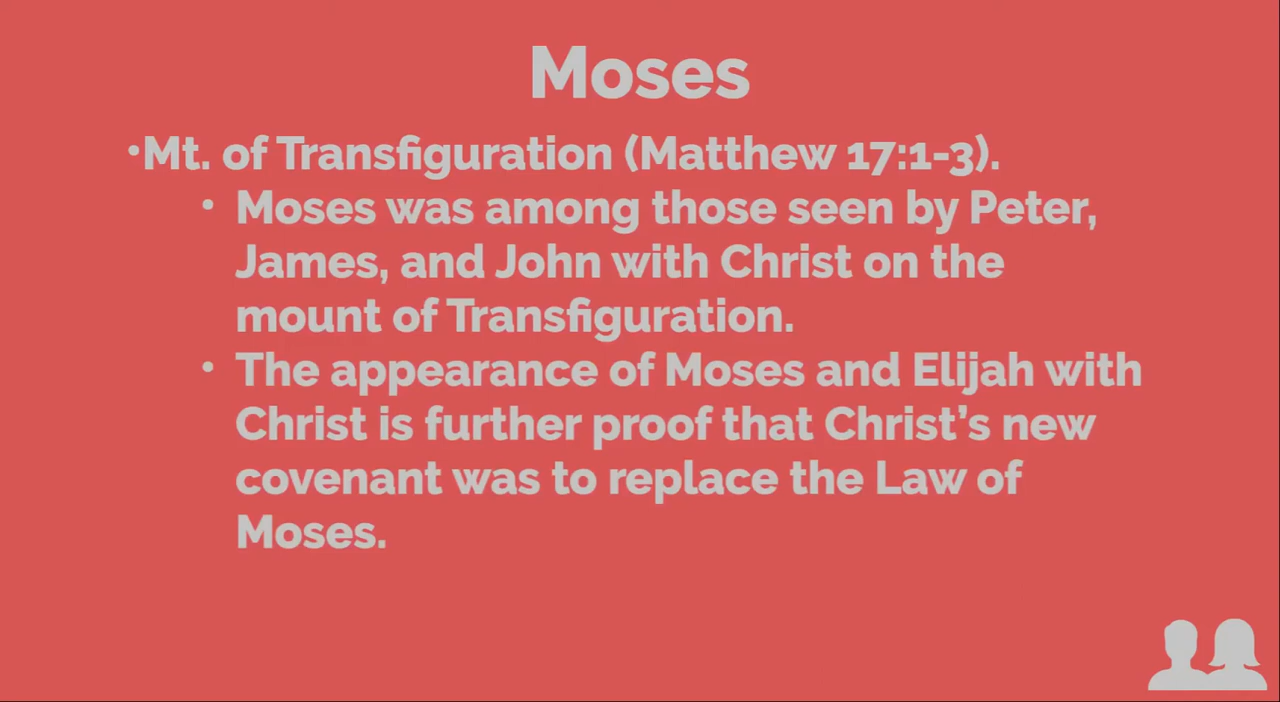 Moses
•Mt. of Transfiguration (Matthew 17:1-3).
• Moses was among those seen by Peter,
James, and John with Christ on the
mount of Transfiguration.
• The appearance of Moses and Elijah with
Christ is further proof that Christ’s new
covenant was to replace the Law of
Moses.